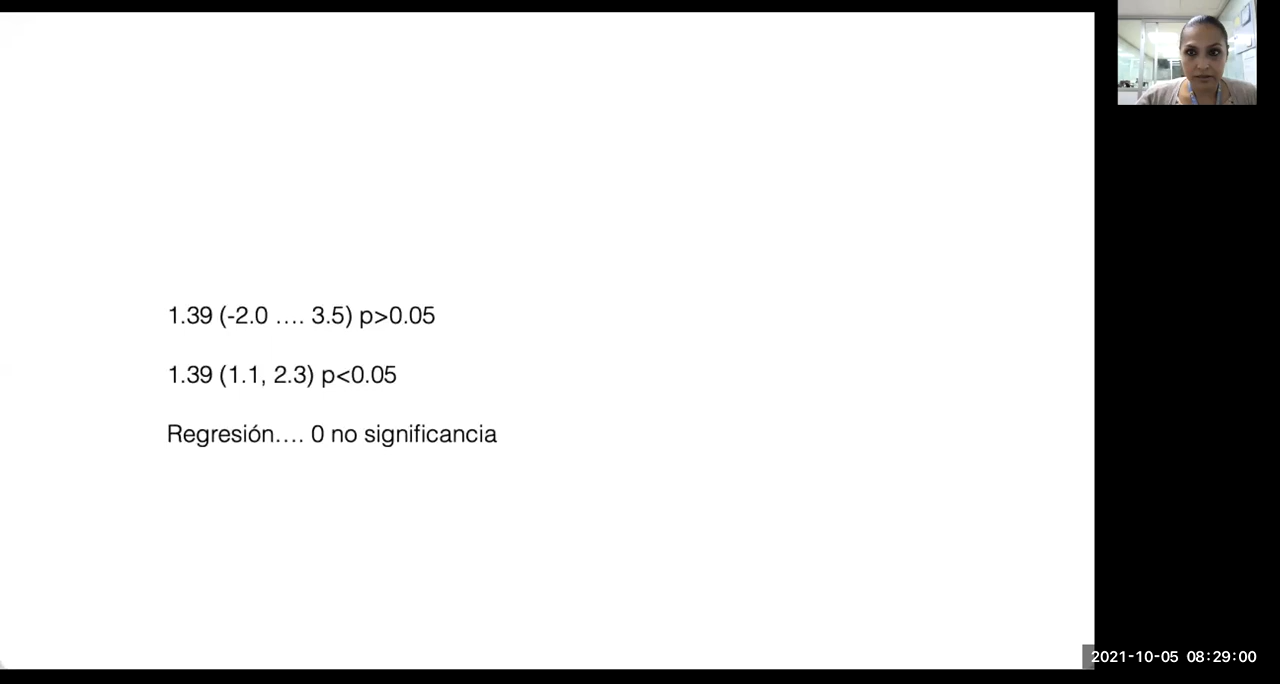 1.39 (-2.0 .... 3.5) p>0.05
1.39 (1.1, 2.3) p<0.05
Regresión.... 0 no significancia
2021-10-05 08:29:00